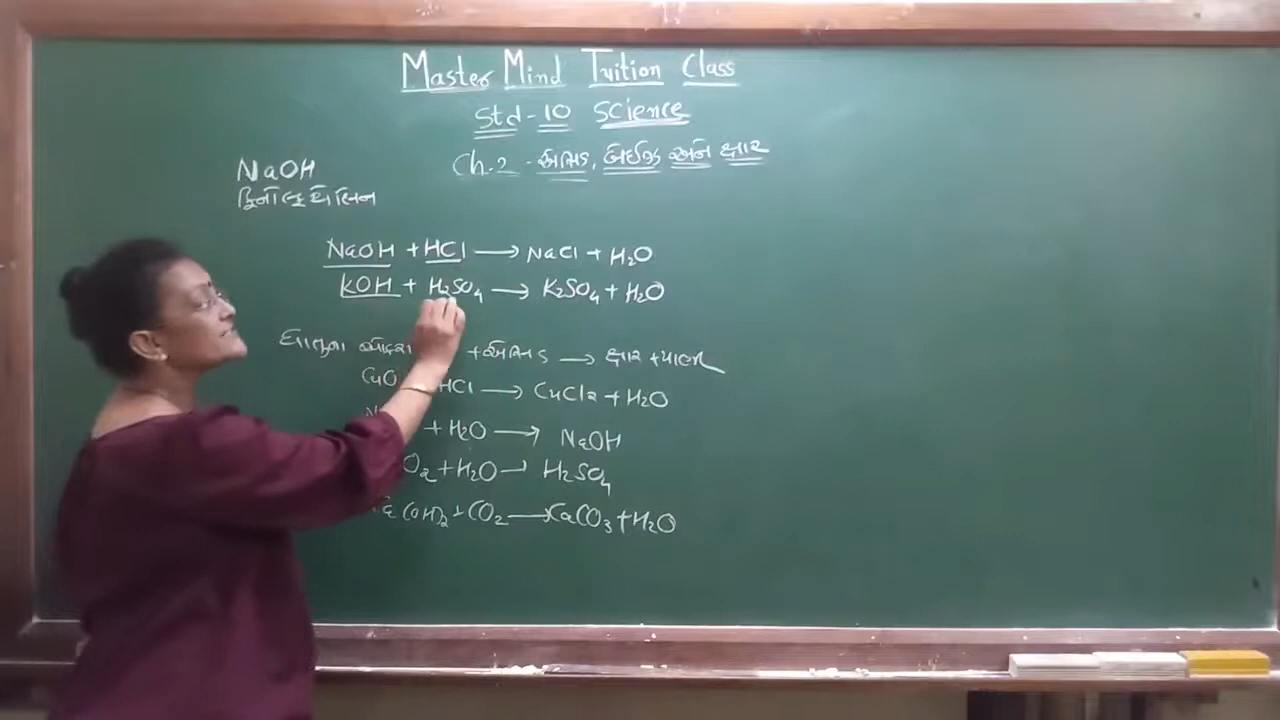 Master Mind Tuition Class
Std-10 Science
Ch.2 - એસિડ, બેઈઝ અને ક્ષાર
NaOH
ફિનોલ્ફથેલિન
NaOH + HCl → NaCl + H₂O
KOH + H₂SO₄ → K₂SO₄ + H₂O
ધાતુના + એસિડ → ક્ષાર + પાણી
CuO HCl → CuCl₂ + H₂O
+ H₂O → NaOH
O₂ + H₂O → H₂SO₄
(OH)₂ + CO₂ → CaCO₃ + H₂O